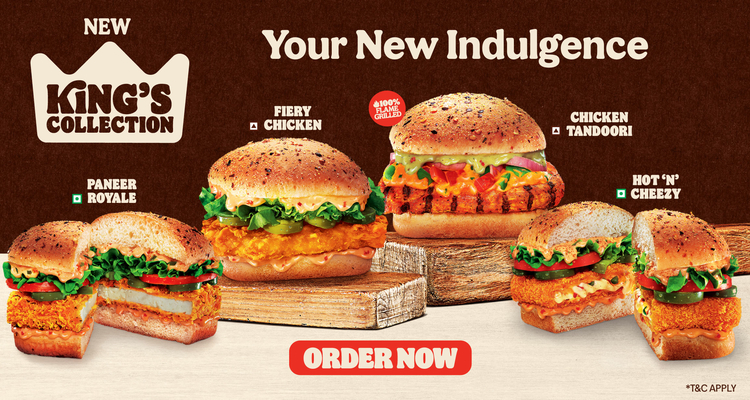 NEW
KING'S
COLLECTION
Your New Indulgence
FIERY
CHICKEN
100%
FLAME
GRILLED
CHICKEN
TANDOORI
PANEER
ROYALE
HOT 'N'
CHEEZY
ORDER NOW
*T&C APPLY